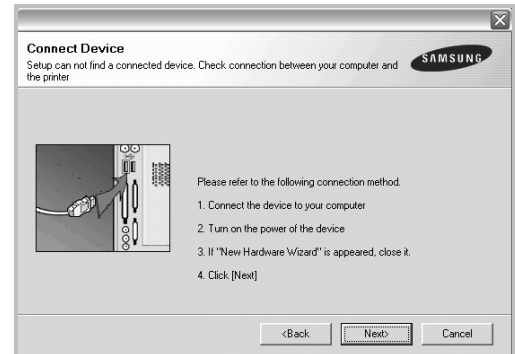 Connect Device
Setup can not find a connected device. Check connection between your computer and
the printer
SAMSUNG
Please refer to the following connection method.
1. Connect the device to your computer
2. Turn on the power of the device
3. If "New Hardware Wizard" is appeared, close it.
4. Click [Next]
<Back
Next>
Cancel